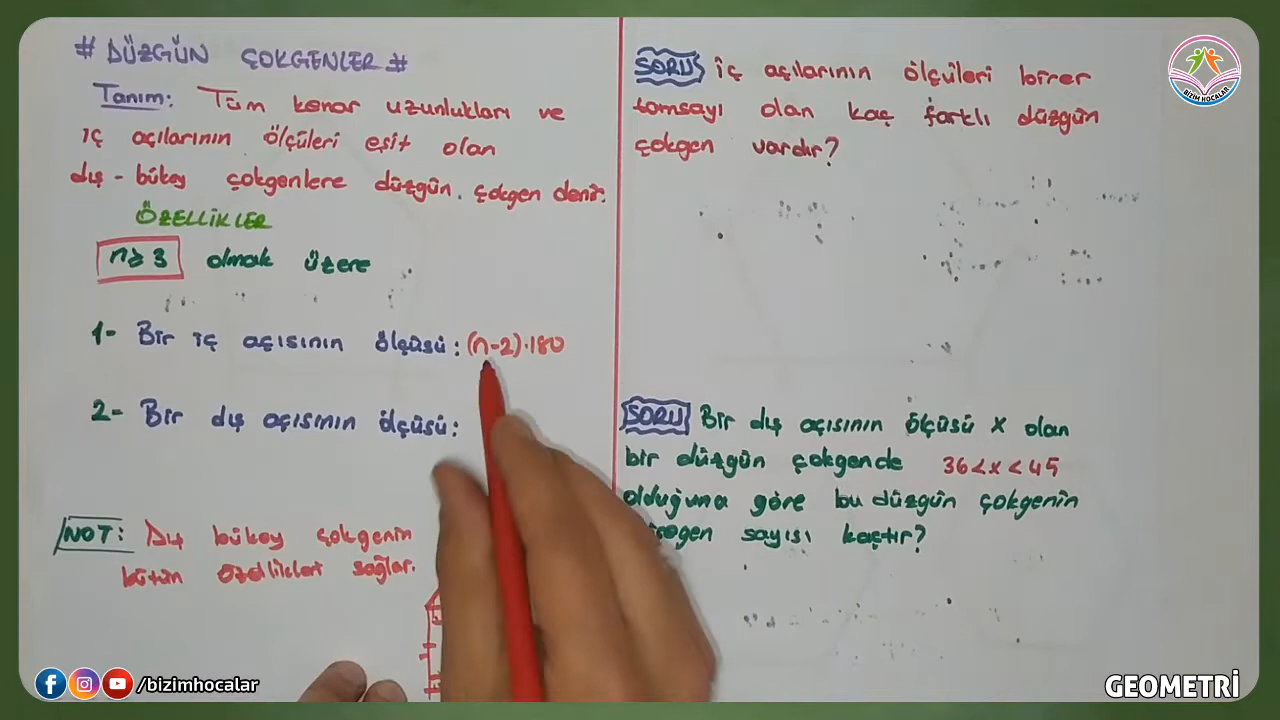 # DÜZGÜN ÇOKGENLER #
Tanım: Tüm kenar uzunlukları ve
iç açılarının ölçüleri eşit olan
dış-bükey çokgenlere düzgün çokgen denir.
ÖZELLİKLER
n≥3 olmak üzere
1- Bir iç açısının ölçüsü: (n-2)·180
2- Bir dış açısının ölçüsü:
NOT: Dış bükey çokgenin
bütün özellikleri sağlar.
SORU İç açılarının ölçüleri birer
tamsayı olan kaç farklı düzgün
çokgen vardır?
SORU Bir dış açısının ölçüsü x olan
bir düzgün çokgende 36<x<45
olduğuna göre bu düzgün çokgenin
sayısı kaçtır?
BİZİM HOCALAR
/bizimhocalar
GEOMETRİ